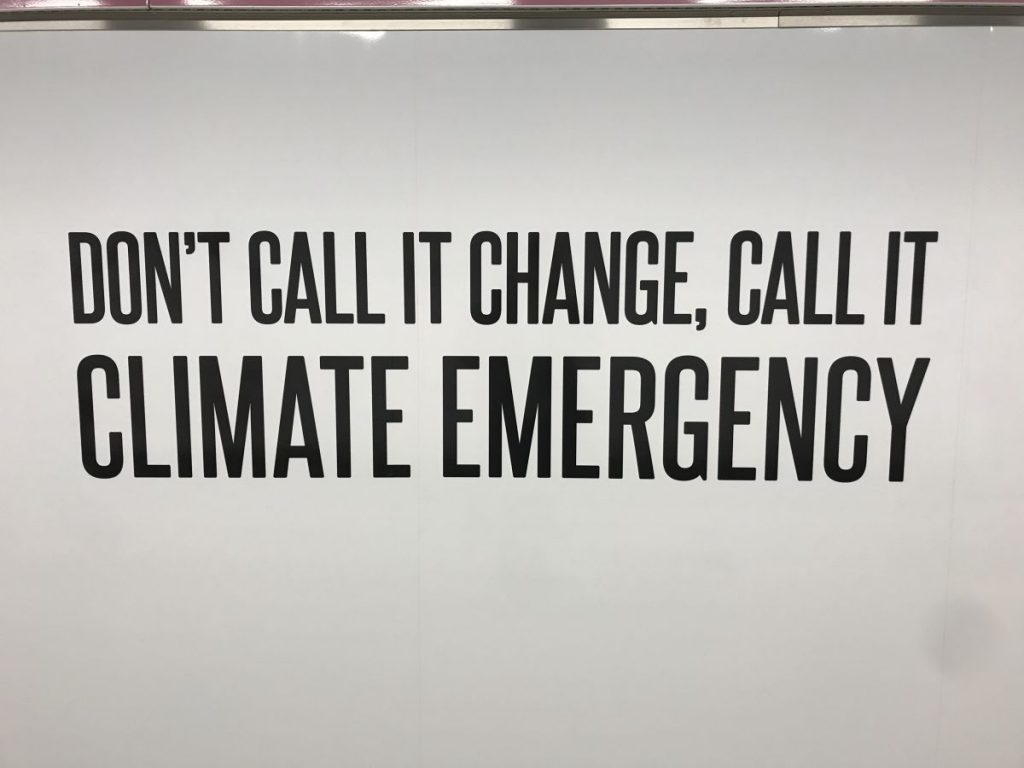 DON'T CALL IT CHANGE, CALL IT
CLIMATE EMERGENCY